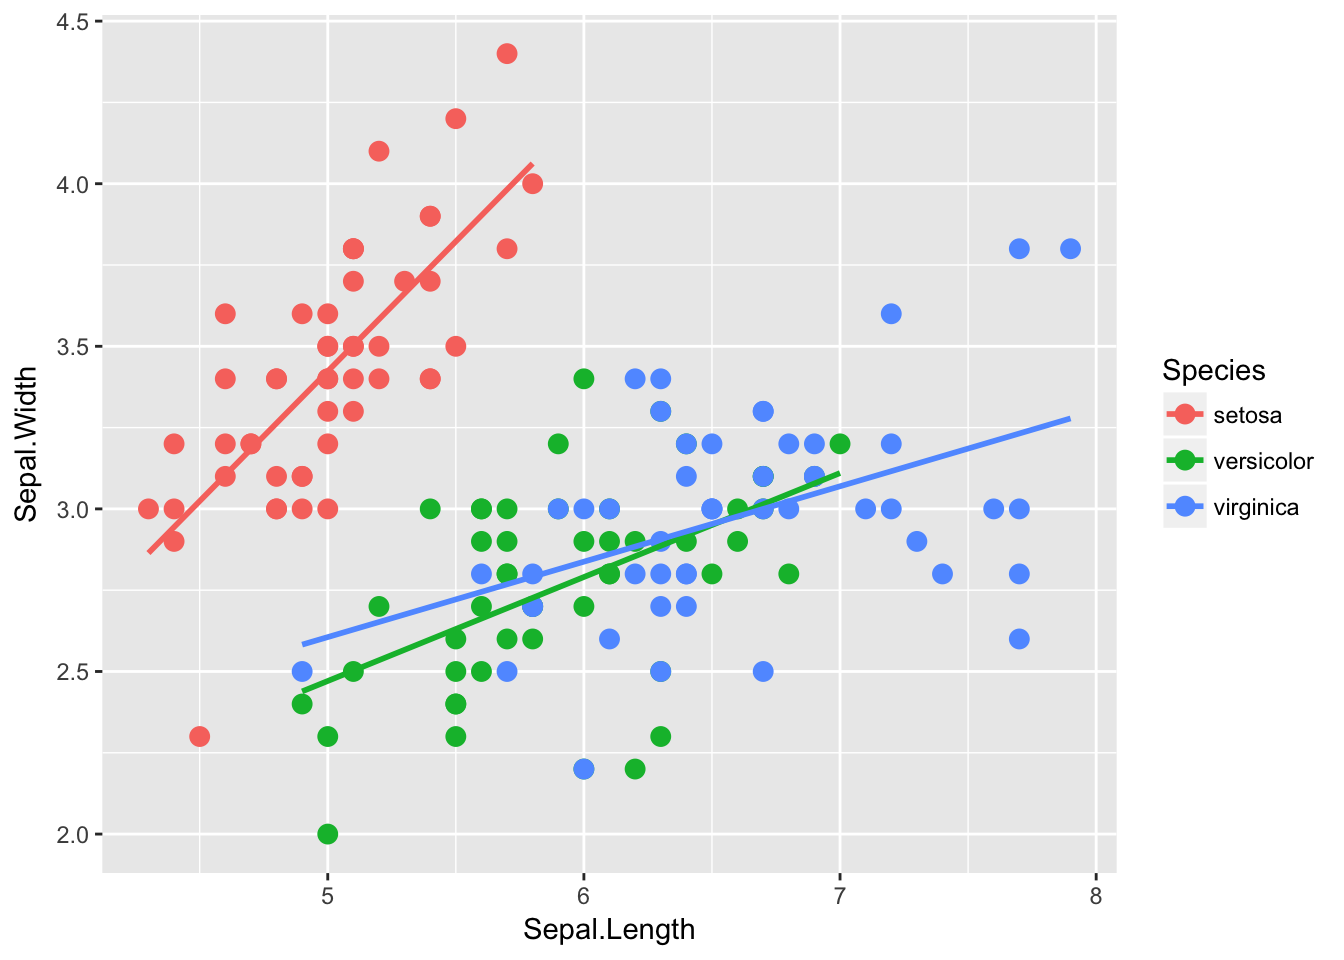 4.5
4.0
3.5
3.0
2.5
2.0
Sepal.Width
5 6 7 8
Sepal.Length
Species
setosa
versicolor
virginica